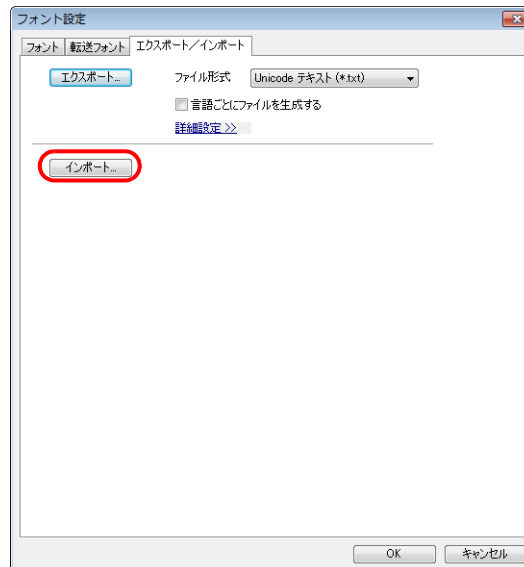 フォント設定
フォント 転送フォント エクスポート／インポート
エクスポート... ファイル形式 Unicode テキスト (*.txt)
言語ごとにファイルを生成する
詳細設定 >>
インポート...
OK キャンセル